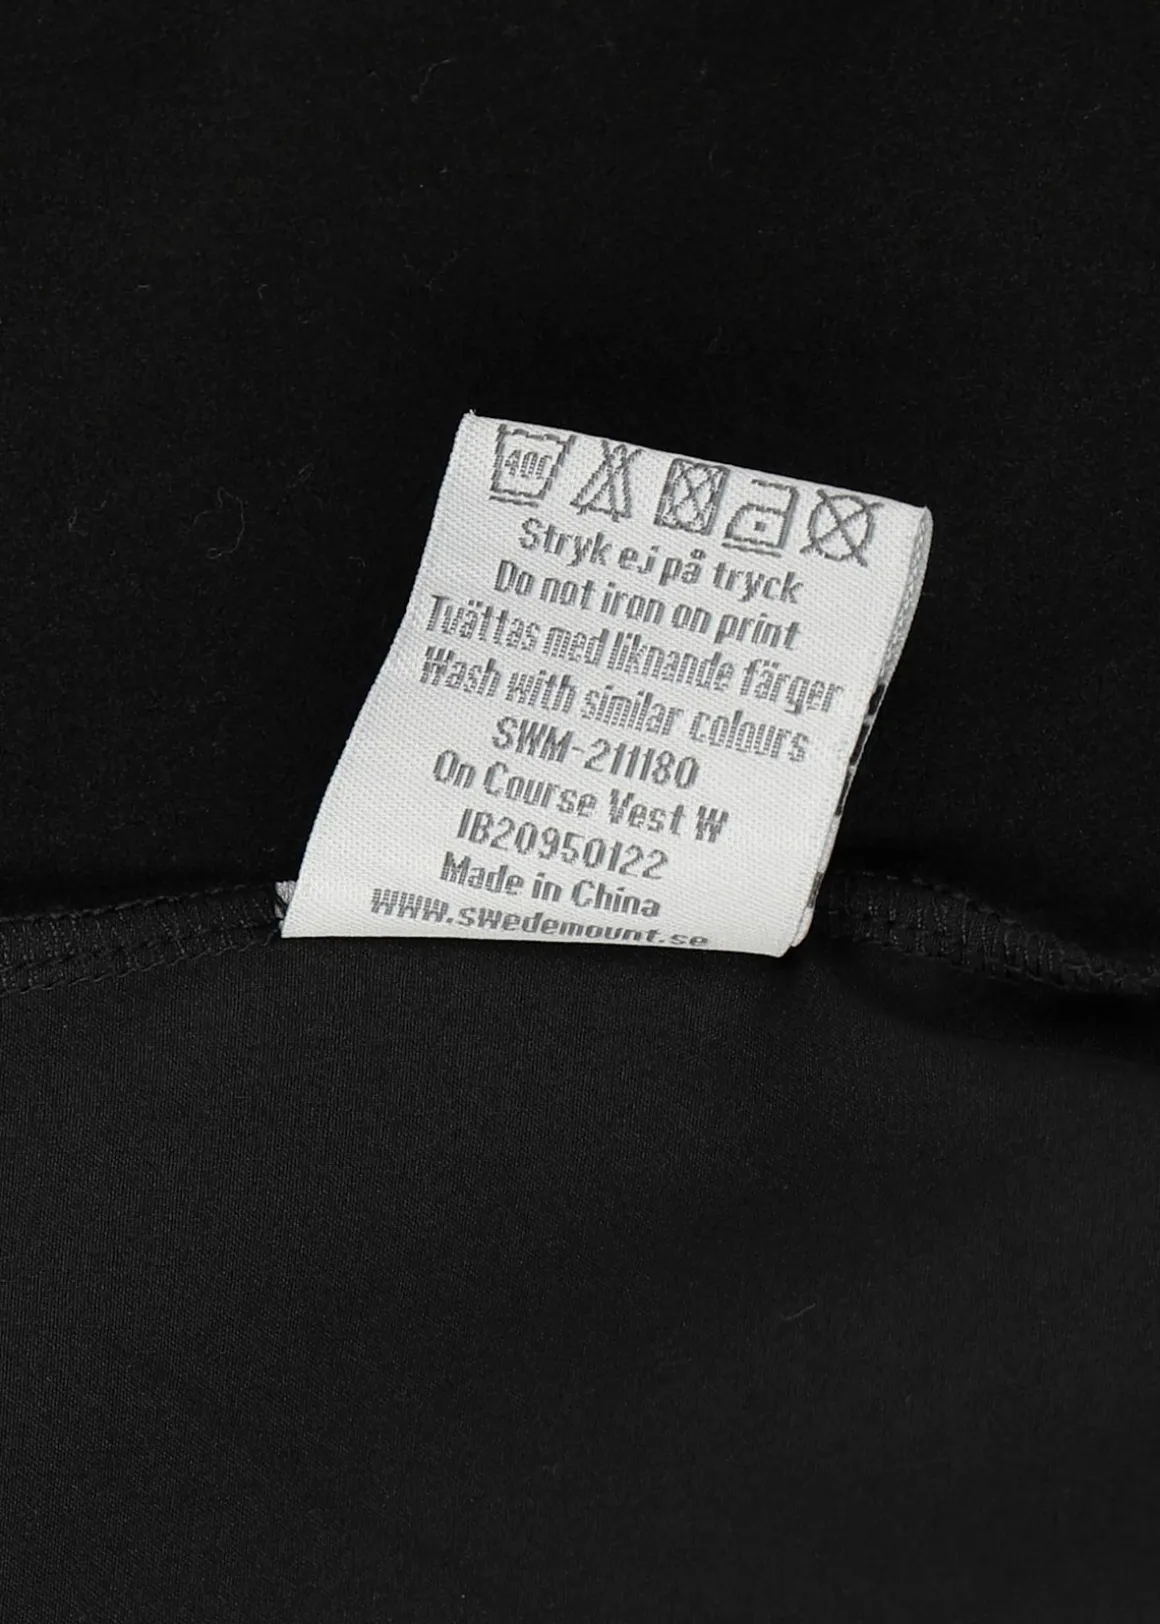 40C
Stryk ej på tryck
Do not iron on print
Tvättas med liknande färger
Wash with similar colours
SWM-211180
On Course Vest W
IB20950122
Made in China
www.swedemount.se